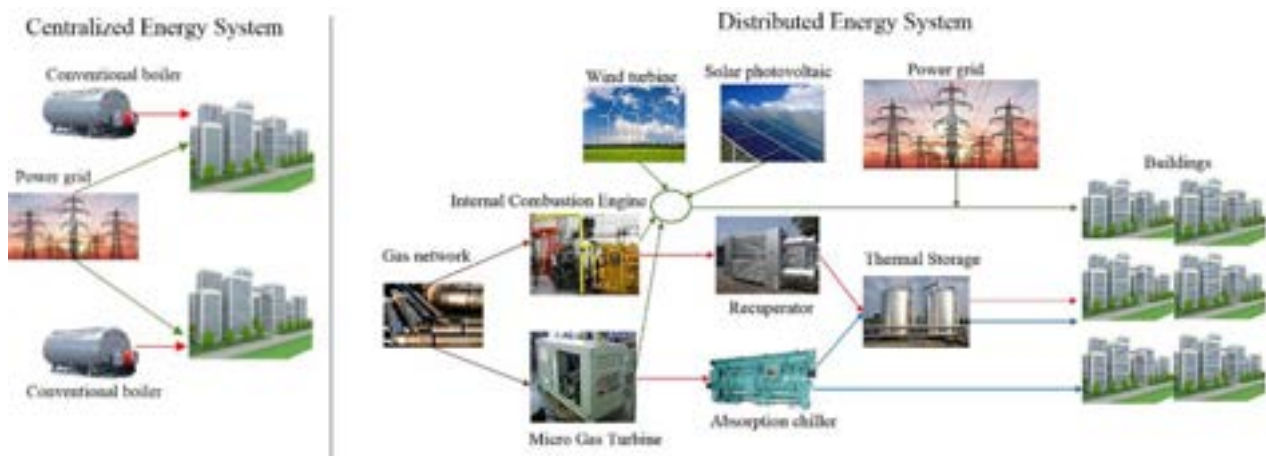 Centralized Energy System
Conventional boiler
Power grid
Conventional boiler
Distributed Energy System
Wind turbine
Solar photovoltaic
Power grid
Buildings
Internal Combustion Engine
Gas network
Thermal Storage
Recuperator
Micro Gas Turbine
Absorption chiller